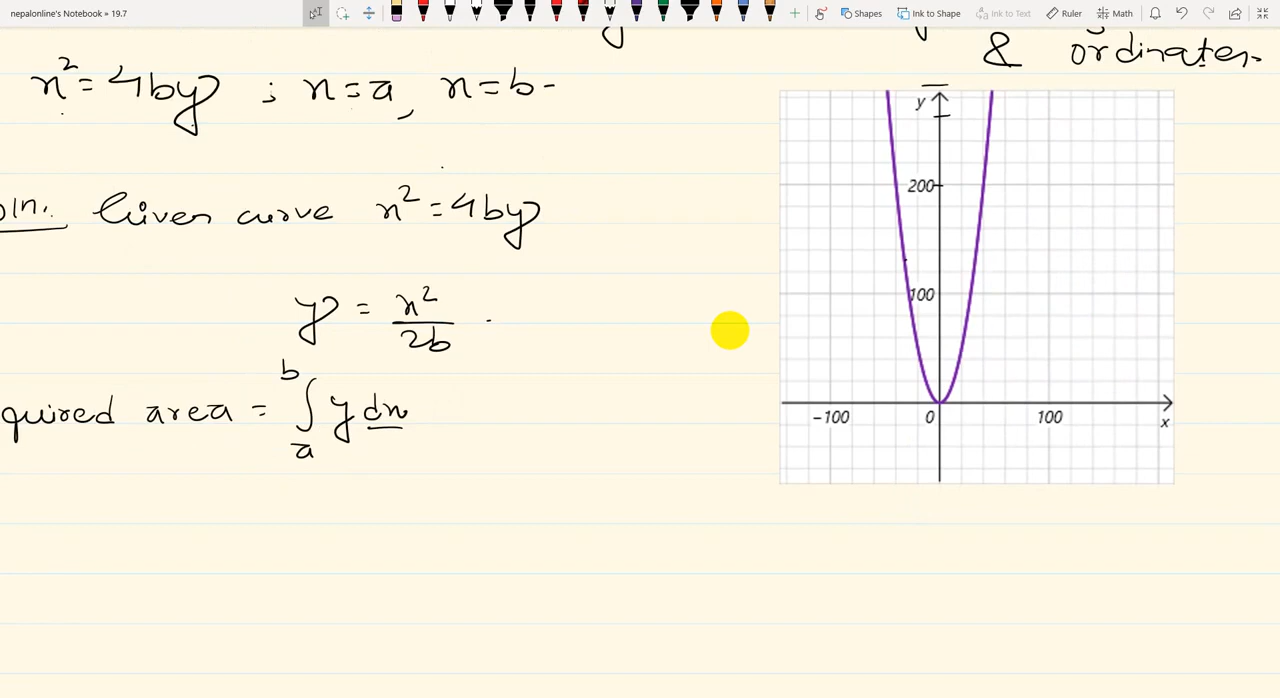 nepalonline's Notebook » 19.7
Shapes Ink to Shape Ink to Text Ruler Math
& ordinates.
x² = 4by ; x = a, x = b -
oln. Given curve x² = 4by
y = x²/2b .
quired area = ∫ₐᵇ y dx
y
200
100
-100 0 100
x